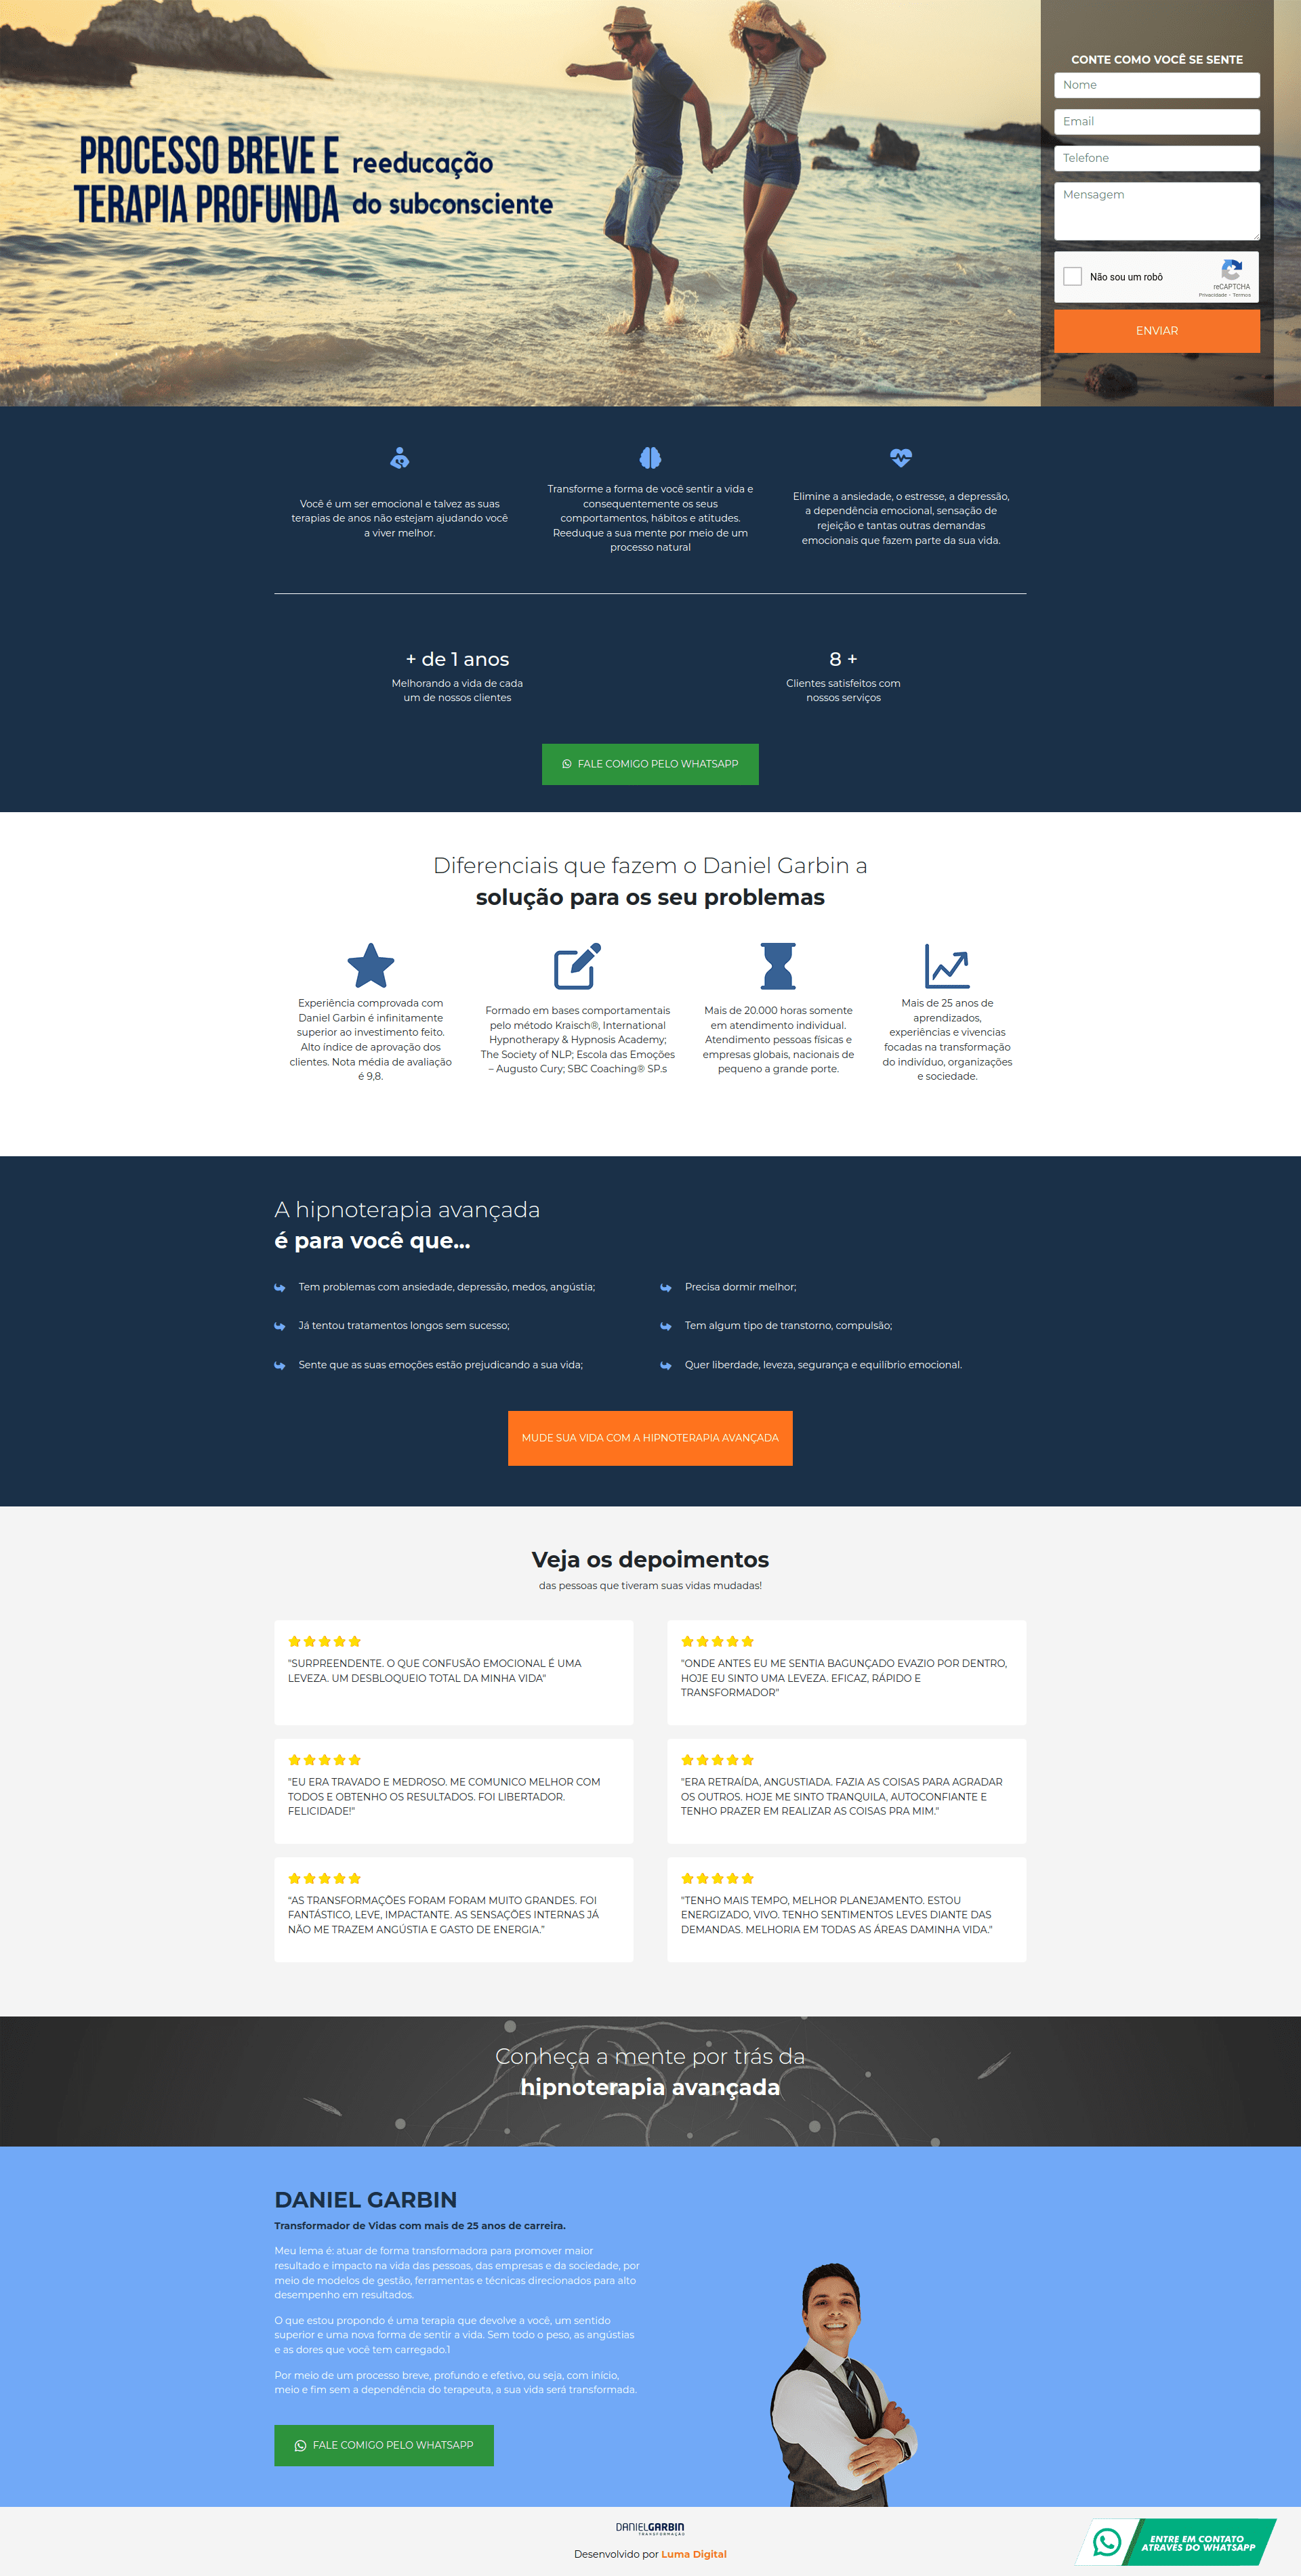 PROCESSO BREVE E reeducação
TERAPIA PROFUNDA do subconsciente
CONTE COMO VOCÊ SE SENTE
Nome
Email
Telefone
Mensagem
Não sou um robô
reCAPTCHA
Privacidade - Termos
ENVIAR
Você é um ser emocional e talvez as suas
terapias de anos não estejam ajudando você
a viver melhor.
Transforme a forma de você sentir a vida e
consequentemente os seus
comportamentos, hábitos e atitudes.
Reeduque a sua mente por meio de um
processo natural
Elimine a ansiedade, o estresse, a depressão,
a dependência emocional, sensação de
rejeição e tantas outras demandas
emocionais que fazem parte da sua vida.
+ de 1 anos
Melhorando a vida de cada
um de nossos clientes
8 +
Clientes satisfeitos com
nossos serviços
FALE COMIGO PELO WHATSAPP
Diferenciais que fazem o Daniel Garbin a
solução para os seu problemas
Experiência comprovada com
Daniel Garbin é infinitamente
superior ao investimento feito.
Alto índice de aprovação dos
clientes. Nota média de avaliação
é 9,8.
Formado em bases comportamentais
pelo método Kraisch®, International
Hypnotherapy & Hypnosis Academy;
The Society of NLP; Escola das Emoções
– Augusto Cury; SBC Coaching® SP.s
Mais de 20.000 horas somente
em atendimento individual.
Atendimento pessoas físicas e
empresas globais, nacionais de
pequeno a grande porte.
Mais de 25 anos de
aprendizados,
experiências e vivencias
focadas na transformação
do indivíduo, organizações
e sociedade.
A hipnoterapia avançada
é para você que...
Tem problemas com ansiedade, depressão, medos, angústia;
Precisa dormir melhor;
Já tentou tratamentos longos sem sucesso;
Tem algum tipo de transtorno, compulsão;
Sente que as suas emoções estão prejudicando a sua vida;
Quer liberdade, leveza, segurança e equilíbrio emocional.
MUDE SUA VIDA COM A HIPNOTERAPIA AVANÇADA
Veja os depoimentos
das pessoas que tiveram suas vidas mudadas!
"SURPREENDENTE. O QUE CONFUSÃO EMOCIONAL É UMA
LEVEZA. UM DESBLOQUEIO TOTAL DA MINHA VIDA"
"ONDE ANTES EU ME SENTIA BAGUNÇADO EVAZIO POR DENTRO,
HOJE EU SINTO UMA LEVEZA. EFICAZ, RÁPIDO E
TRANSFORMADOR"
"EU ERA TRAVADO E MEDROSO. ME COMUNICO MELHOR COM
TODOS E OBTENHO OS RESULTADOS. FOI LIBERTADOR.
FELICIDADE!"
"ERA RETRAÍDA, ANGUSTIADA. FAZIA AS COISAS PARA AGRADAR
OS OUTROS. HOJE ME SINTO TRANQUILA, AUTOCONFIANTE E
TENHO PRAZER EM REALIZAR AS COISAS PRA MIM."
"AS TRANSFORMAÇÕES FORAM FORAM MUITO GRANDES. FOI
FANTÁSTICO, LEVE, IMPACTANTE. AS SENSAÇÕES INTERNAS JÁ
NÃO ME TRAZEM ANGÚSTIA E GASTO DE ENERGIA."
"TENHO MAIS TEMPO, MELHOR PLANEJAMENTO. ESTOU
ENERGIZADO, VIVO. TENHO SENTIMENTOS LEVES DIANTE DAS
DEMANDAS. MELHORIA EM TODAS AS ÁREAS DAMINHA VIDA."
Conheça a mente por trás da
hipnoterapia avançada
DANIEL GARBIN
Transformador de Vidas com mais de 25 anos de carreira.
Meu lema é: atuar de forma transformadora para promover maior
resultado e impacto na vida das pessoas, das empresas e da sociedade, por
meio de modelos de gestão, ferramentas e técnicas direcionados para alto
desempenho em resultados.
O que estou propondo é uma terapia que devolve a você, um sentido
superior e uma nova forma de sentir a vida. Sem todo o peso, as angústias
e as dores que você tem carregado.1
Por meio de um processo breve, profundo e efetivo, ou seja, com início,
meio e fim sem a dependência do terapeuta, a sua vida será transformada.
FALE COMIGO PELO WHATSAPP
DANIELGARBIN
TRANSFORMAÇÃO
Desenvolvido por Luma Digital
ENTRE EM CONTATO
ATRAVÉS DO WHATSAPP